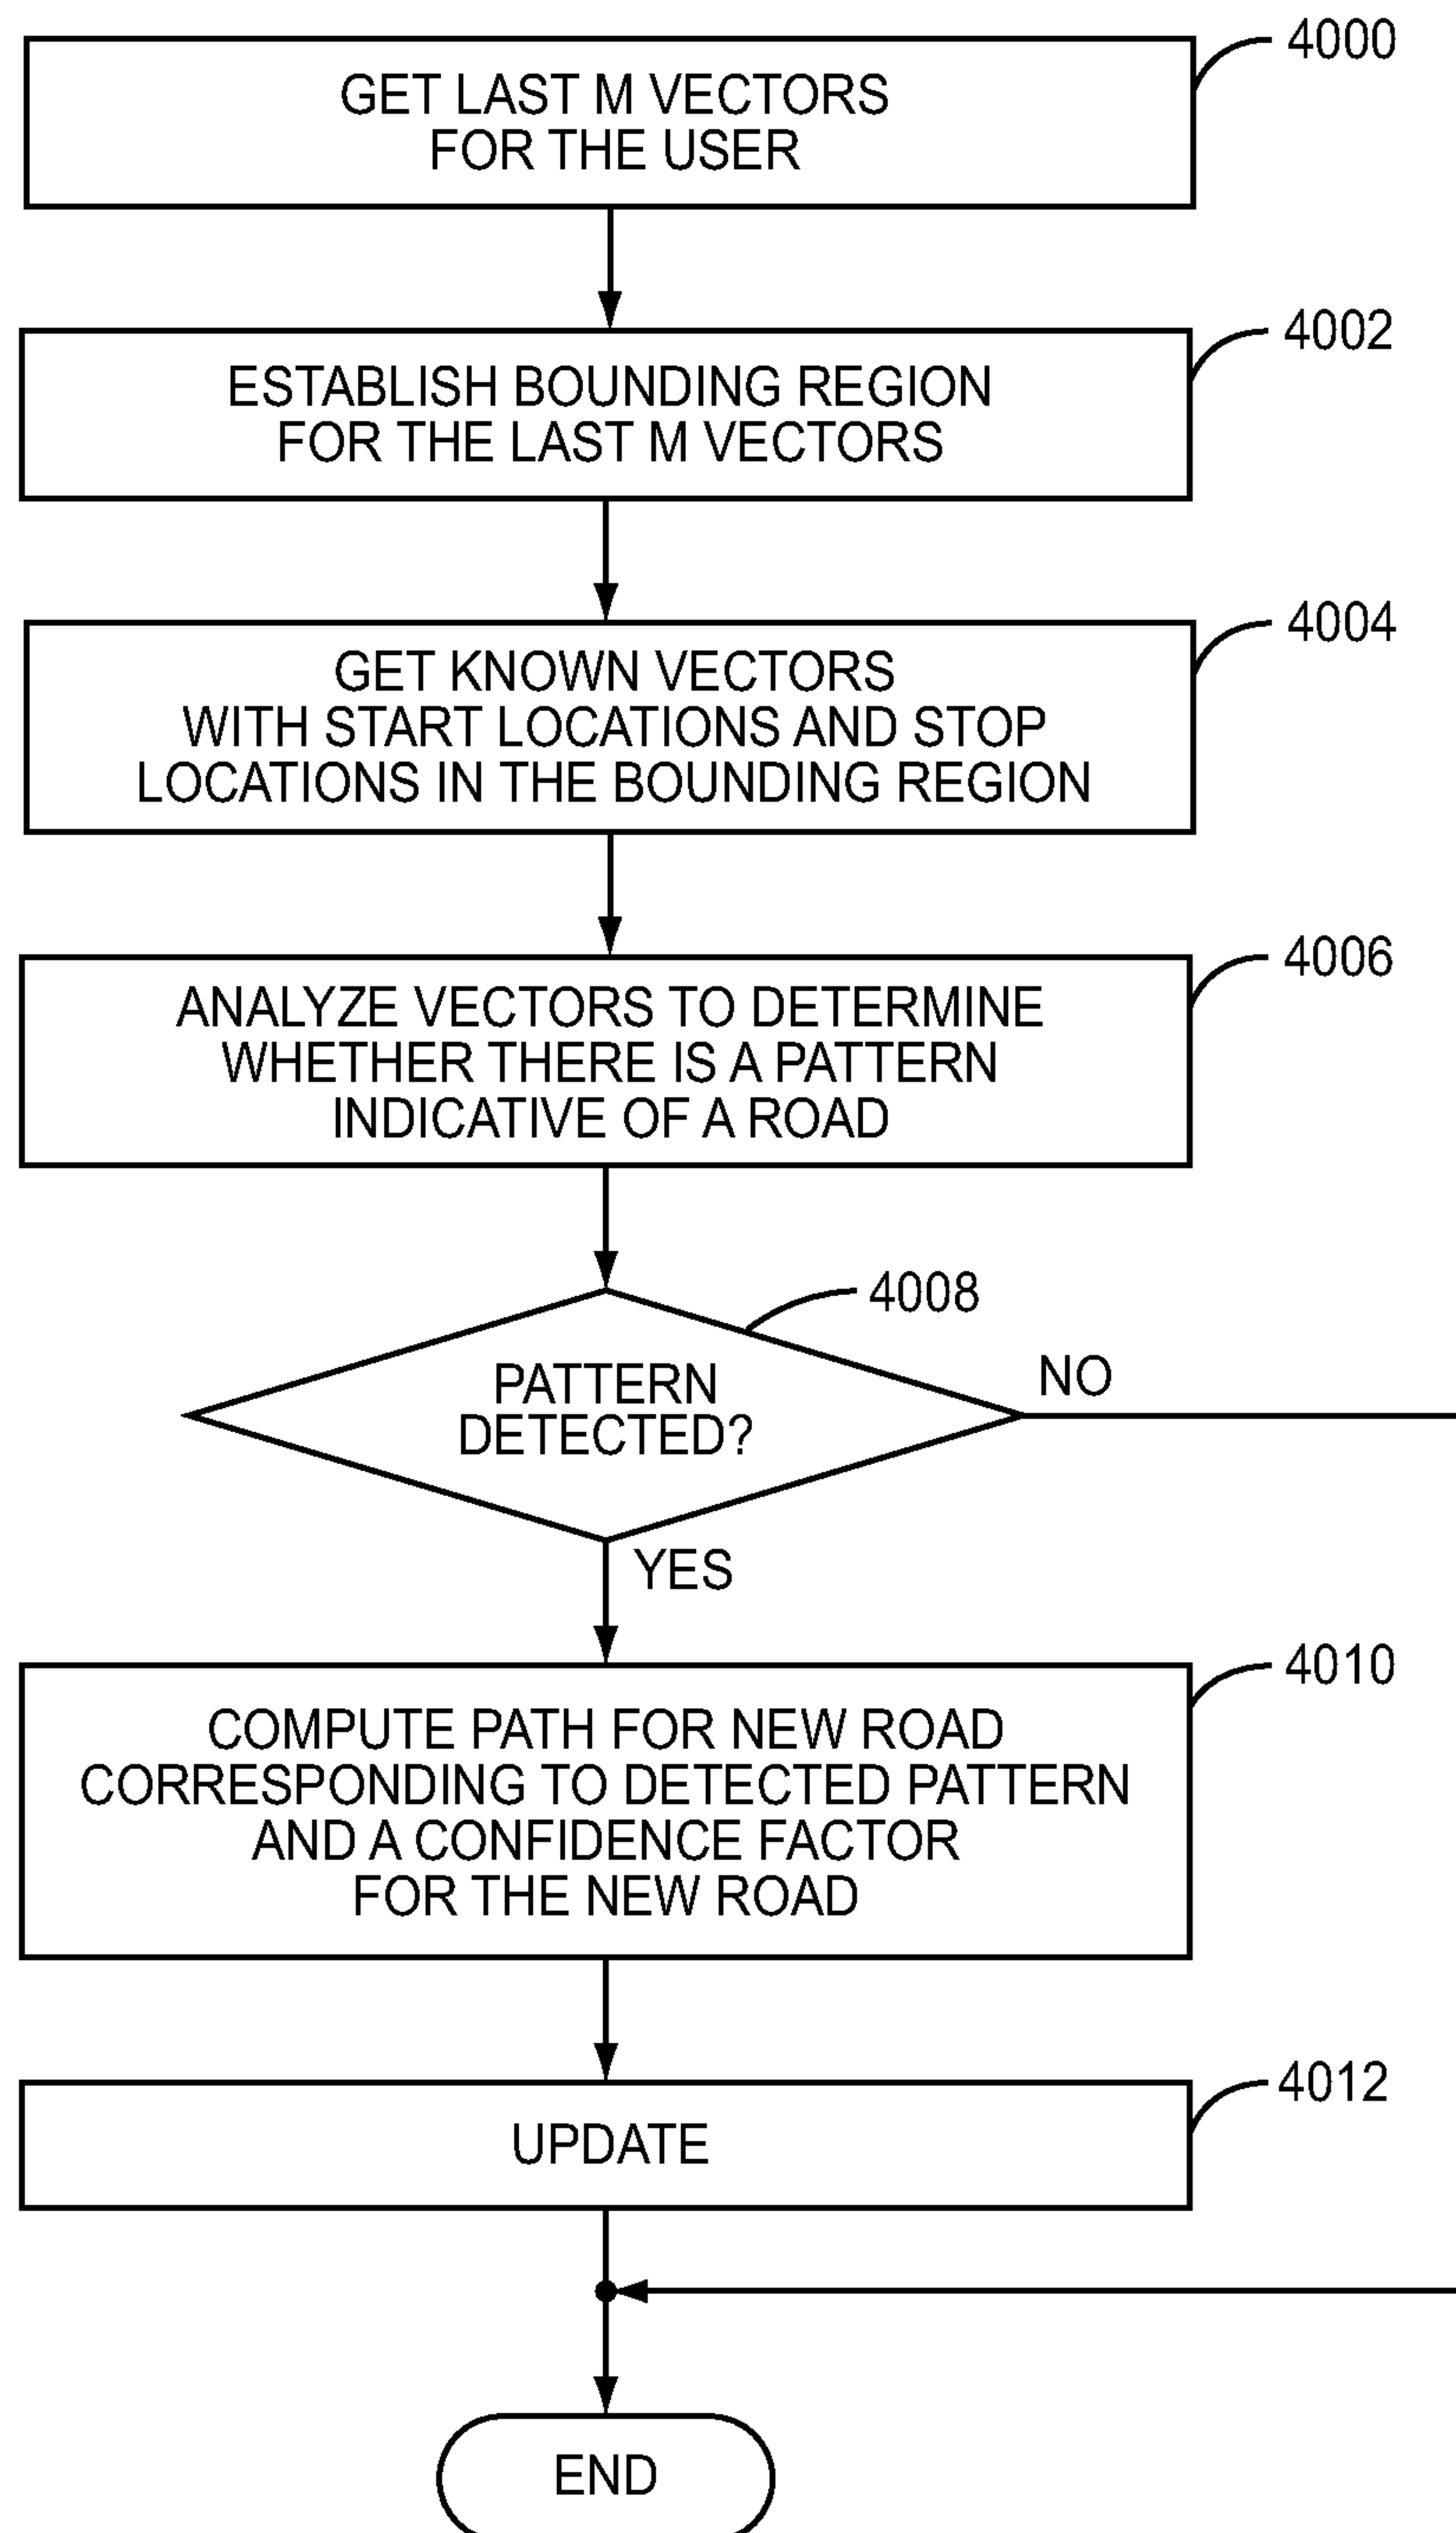 4000
GET LAST M VECTORS
FOR THE USER
4002
ESTABLISH BOUNDING REGION
FOR THE LAST M VECTORS
4004
GET KNOWN VECTORS
WITH START LOCATIONS AND STOP
LOCATIONS IN THE BOUNDING REGION
4006
ANALYZE VECTORS TO DETERMINE
WHETHER THERE IS A PATTERN
INDICATIVE OF A ROAD
4008
PATTERN
DETECTED?
NO
YES
4010
COMPUTE PATH FOR NEW ROAD
CORRESPONDING TO DETECTED PATTERN
AND A CONFIDENCE FACTOR
FOR THE NEW ROAD
4012
UPDATE
END